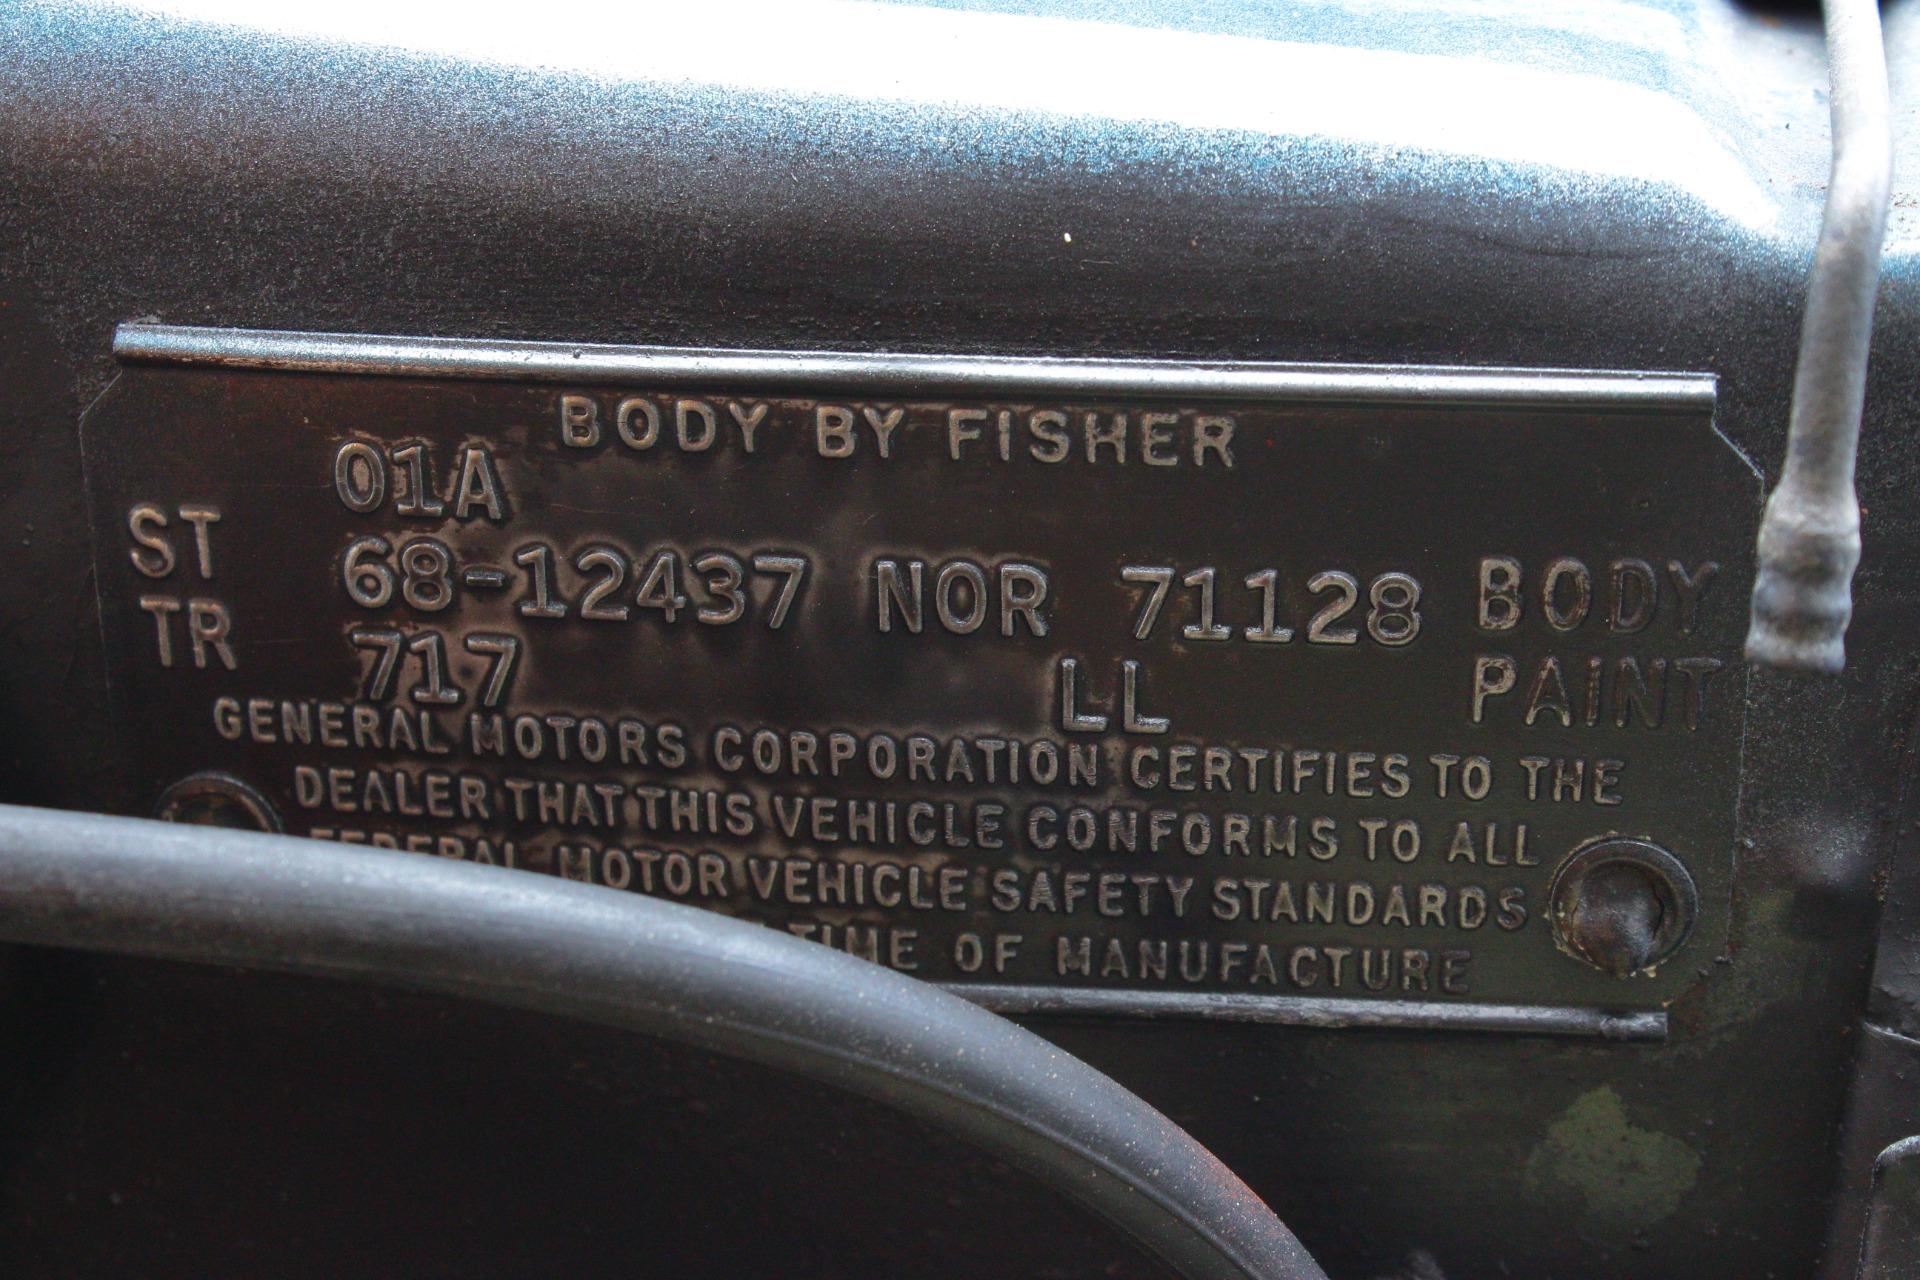 BODY BY FISHER
01A
ST 68-12437 NOR 71128 BODY
TR 717 LL PAINT
GENERAL MOTORS CORPORATION CERTIFIES TO THE
DEALER THAT THIS VEHICLE CONFORMS TO ALL
FEDERAL MOTOR VEHICLE SAFETY STANDARDS
TIME OF MANUFACTURE